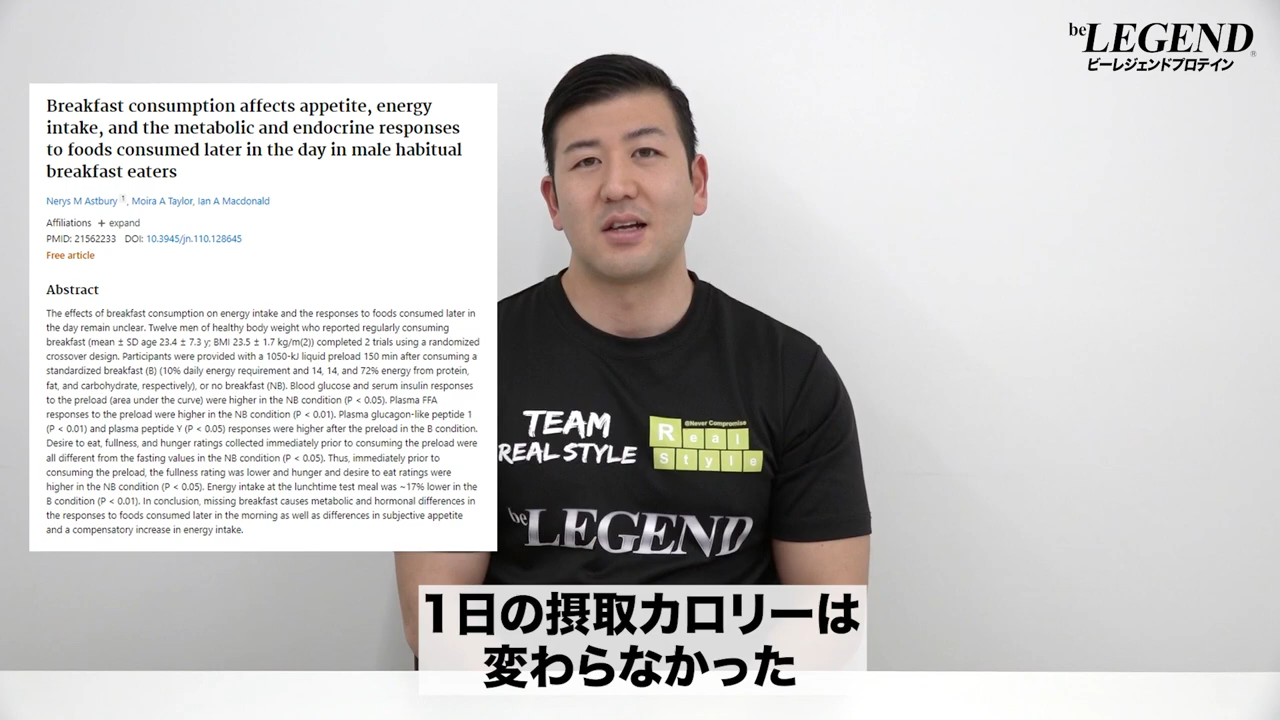 be LEGEND®
ビーレジェンドプロテイン
Breakfast consumption affects appetite, energy
intake, and the metabolic and endocrine responses
to foods consumed later in the day in male habitual
breakfast eaters
Nerys M Astbury 1, Moira A Taylor, Ian A Macdonald
Affiliations + expand
PMID: 21562233 DOI: 10.3945/jn.110.128645
Free article
Abstract
The effects of breakfast consumption on energy intake and the responses to foods consumed later in
the day remain unclear. Twelve men of healthy body weight who reported regularly consuming
breakfast (mean ± SD age 23.4 ± 7.3 y; BMI 23.5 ± 1.7 kg/m(2)) completed 2 trials using a randomized
crossover design. Participants were provided with a 1050-kJ liquid preload 150 min after consuming a
standardized breakfast (B) (10% daily energy requirement and 14, 14, and 72% energy from protein,
fat, and carbohydrate, respectively), or no breakfast (NB). Blood glucose and serum insulin responses
to the preload (area under the curve) were higher in the NB condition (P < 0.05). Plasma FFA
responses to the preload were higher in the NB condition (P < 0.01). Plasma glucagon-like peptide 1
(P < 0.01) and plasma peptide Y (P < 0.05) responses were higher after the preload in the B condition.
Desire to eat, fullness, and hunger ratings collected immediately prior to consuming the preload were
all different from the fasting values in the NB condition (P < 0.05). Thus, immediately prior to
consuming the preload, the fullness rating was lower and hunger and desire to eat ratings were
higher in the NB condition (P < 0.05). Energy intake at the lunchtime test meal was ~17% lower in the
B condition (P < 0.01). In conclusion, missing breakfast causes metabolic and hormonal differences in
the responses to foods consumed later in the morning as well as differences in subjective appetite
and a compensatory increase in energy intake.
TEAM
REAL STYLE
@Never Compromise
Real
Style
be LEGEND
1日の摂取カロリーは
変わらなかった